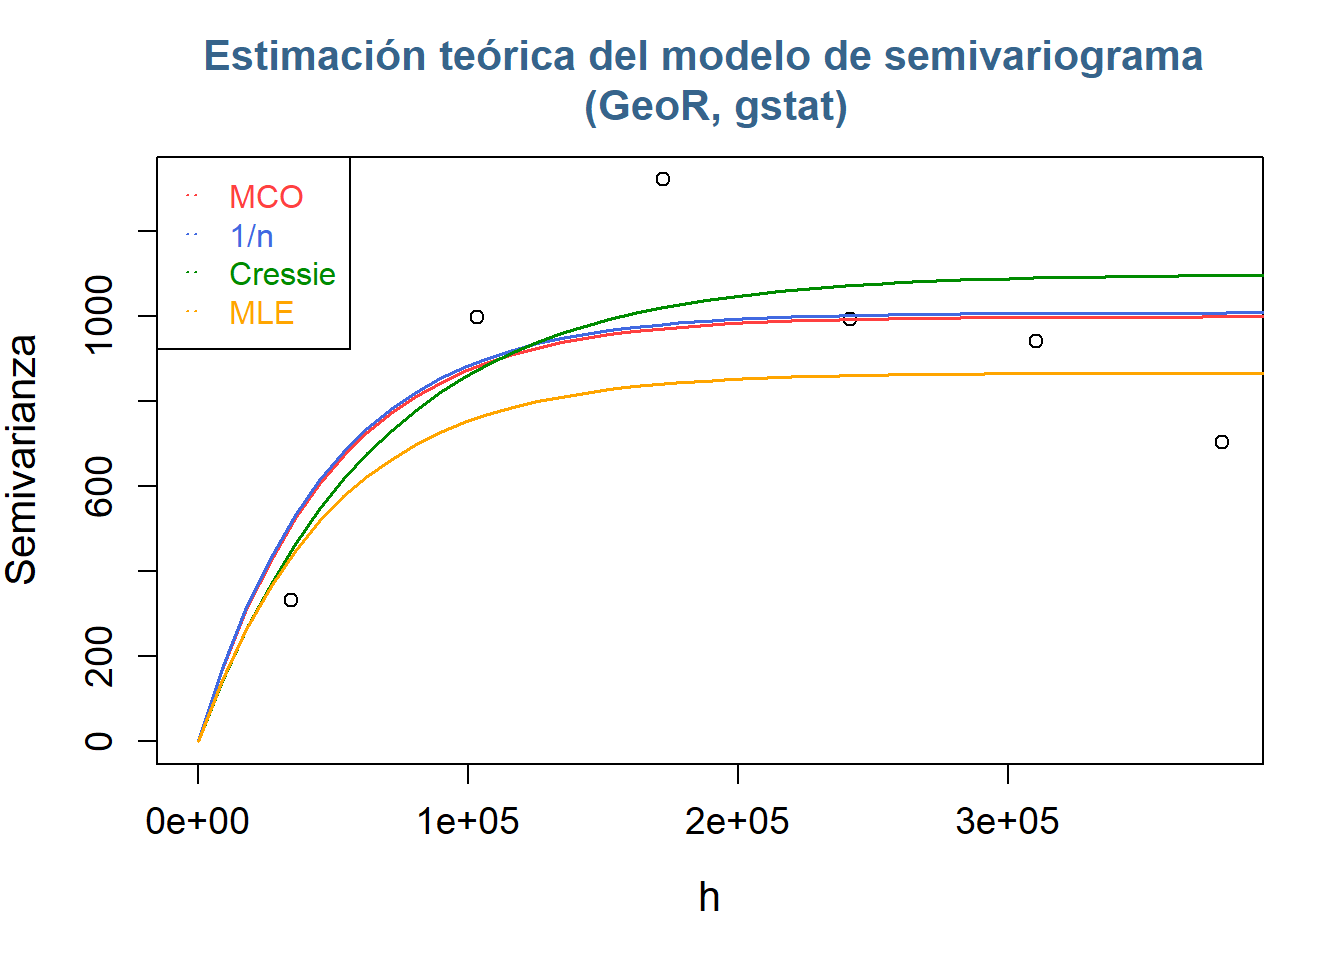 Estimación teórica del modelo de semivariograma
(GeoR, gstat)
MCO
1/n
Cressie
MLE
Semivarianza
1000
600
200
0
0e+00
1e+05
2e+05
3e+05
h